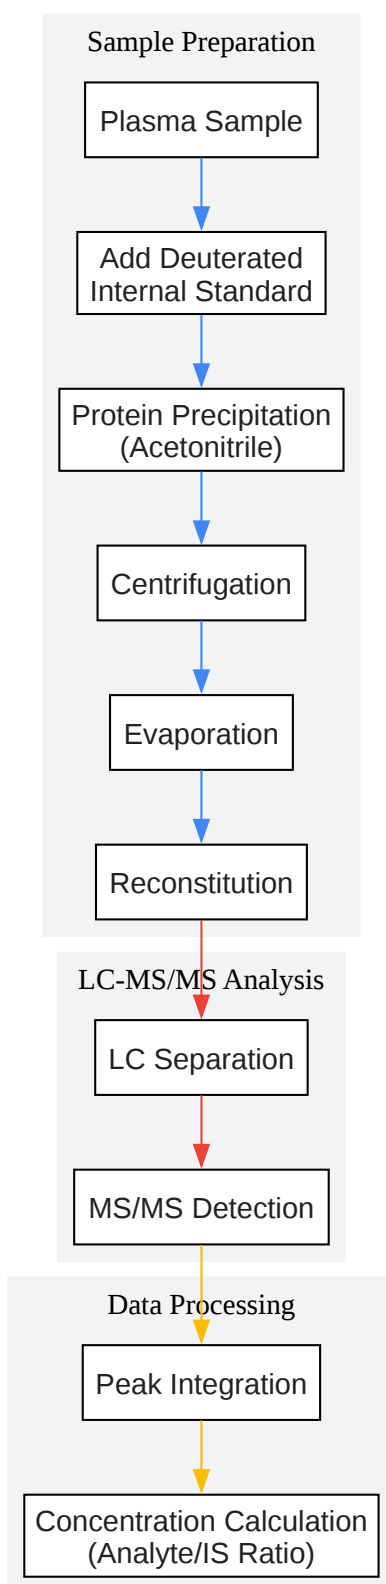 Sample Preparation
Plasma Sample
Add Deuterated
Internal Standard
Protein Precipitation
(Acetonitrile)
Centrifugation
Evaporation
Reconstitution
LC-MS/MS Analysis
LC Separation
MS/MS Detection
Data Processing
Peak Integration
Concentration Calculation
(Analyte/IS Ratio)